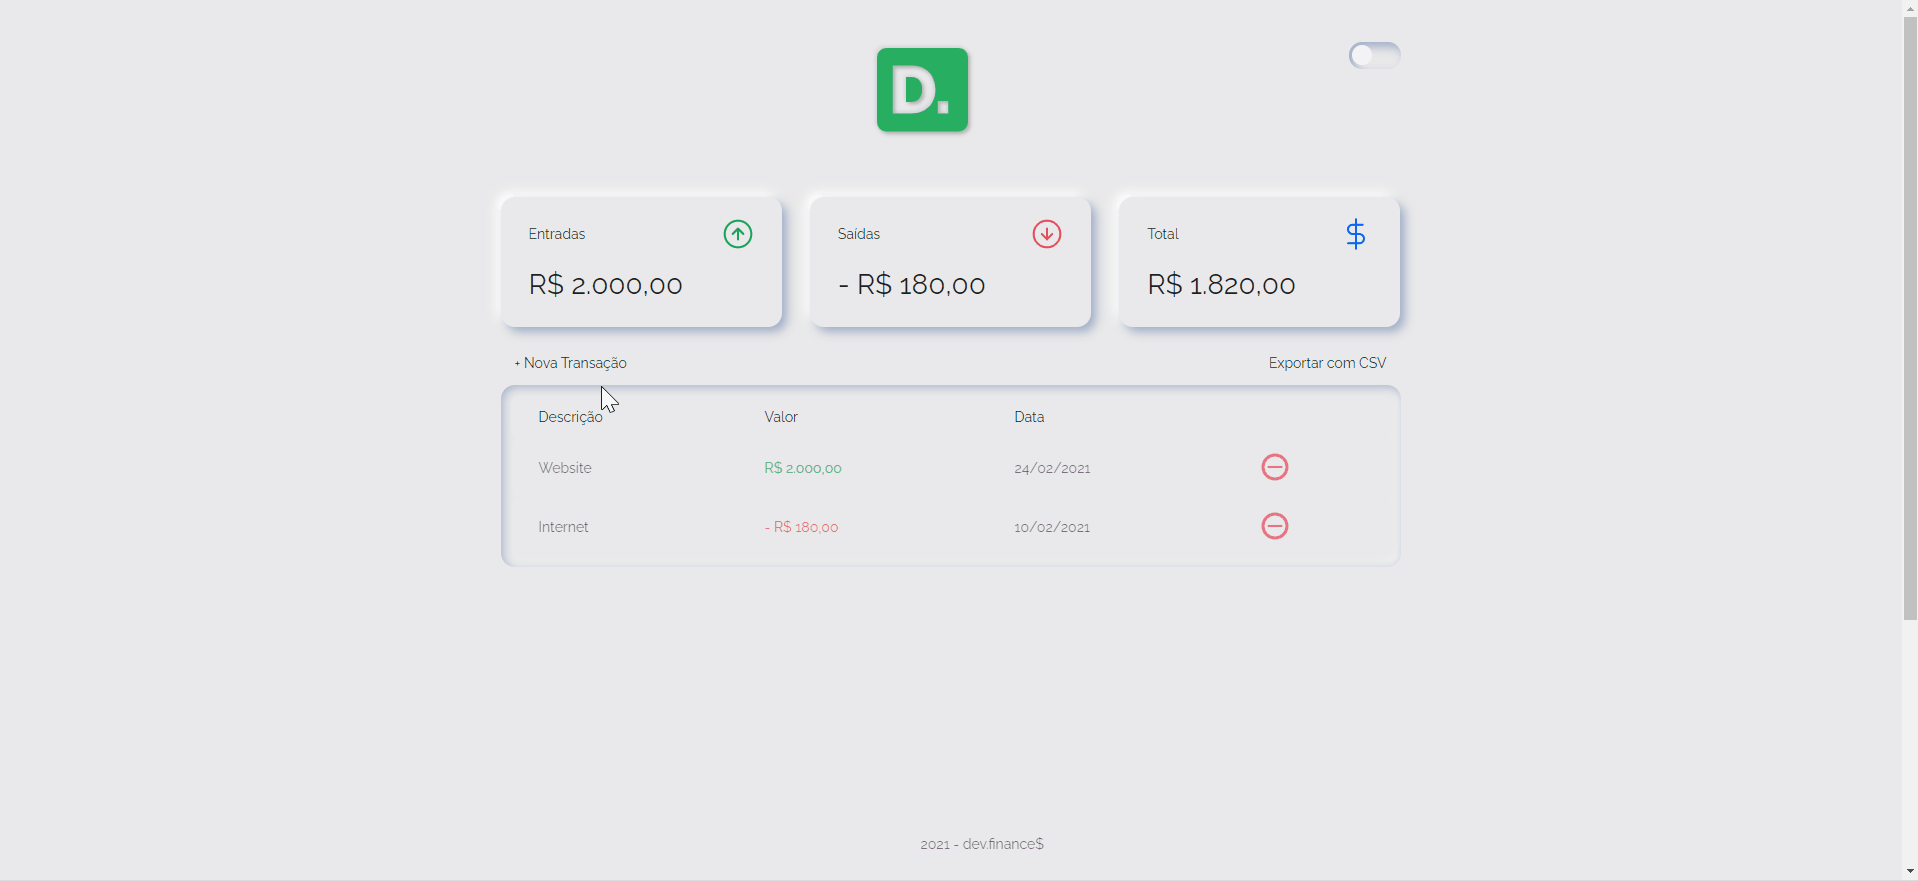 D.
Entradas
R$ 2.000,00
Saídas
- R$ 180,00
Total
R$ 1.820,00
+ Nova Transação
Exportar com CSV
Descrição Valor Data
Website R$ 2.000,00 24/02/2021
Internet - R$ 180,00 10/02/2021
2021 - dev.finance$